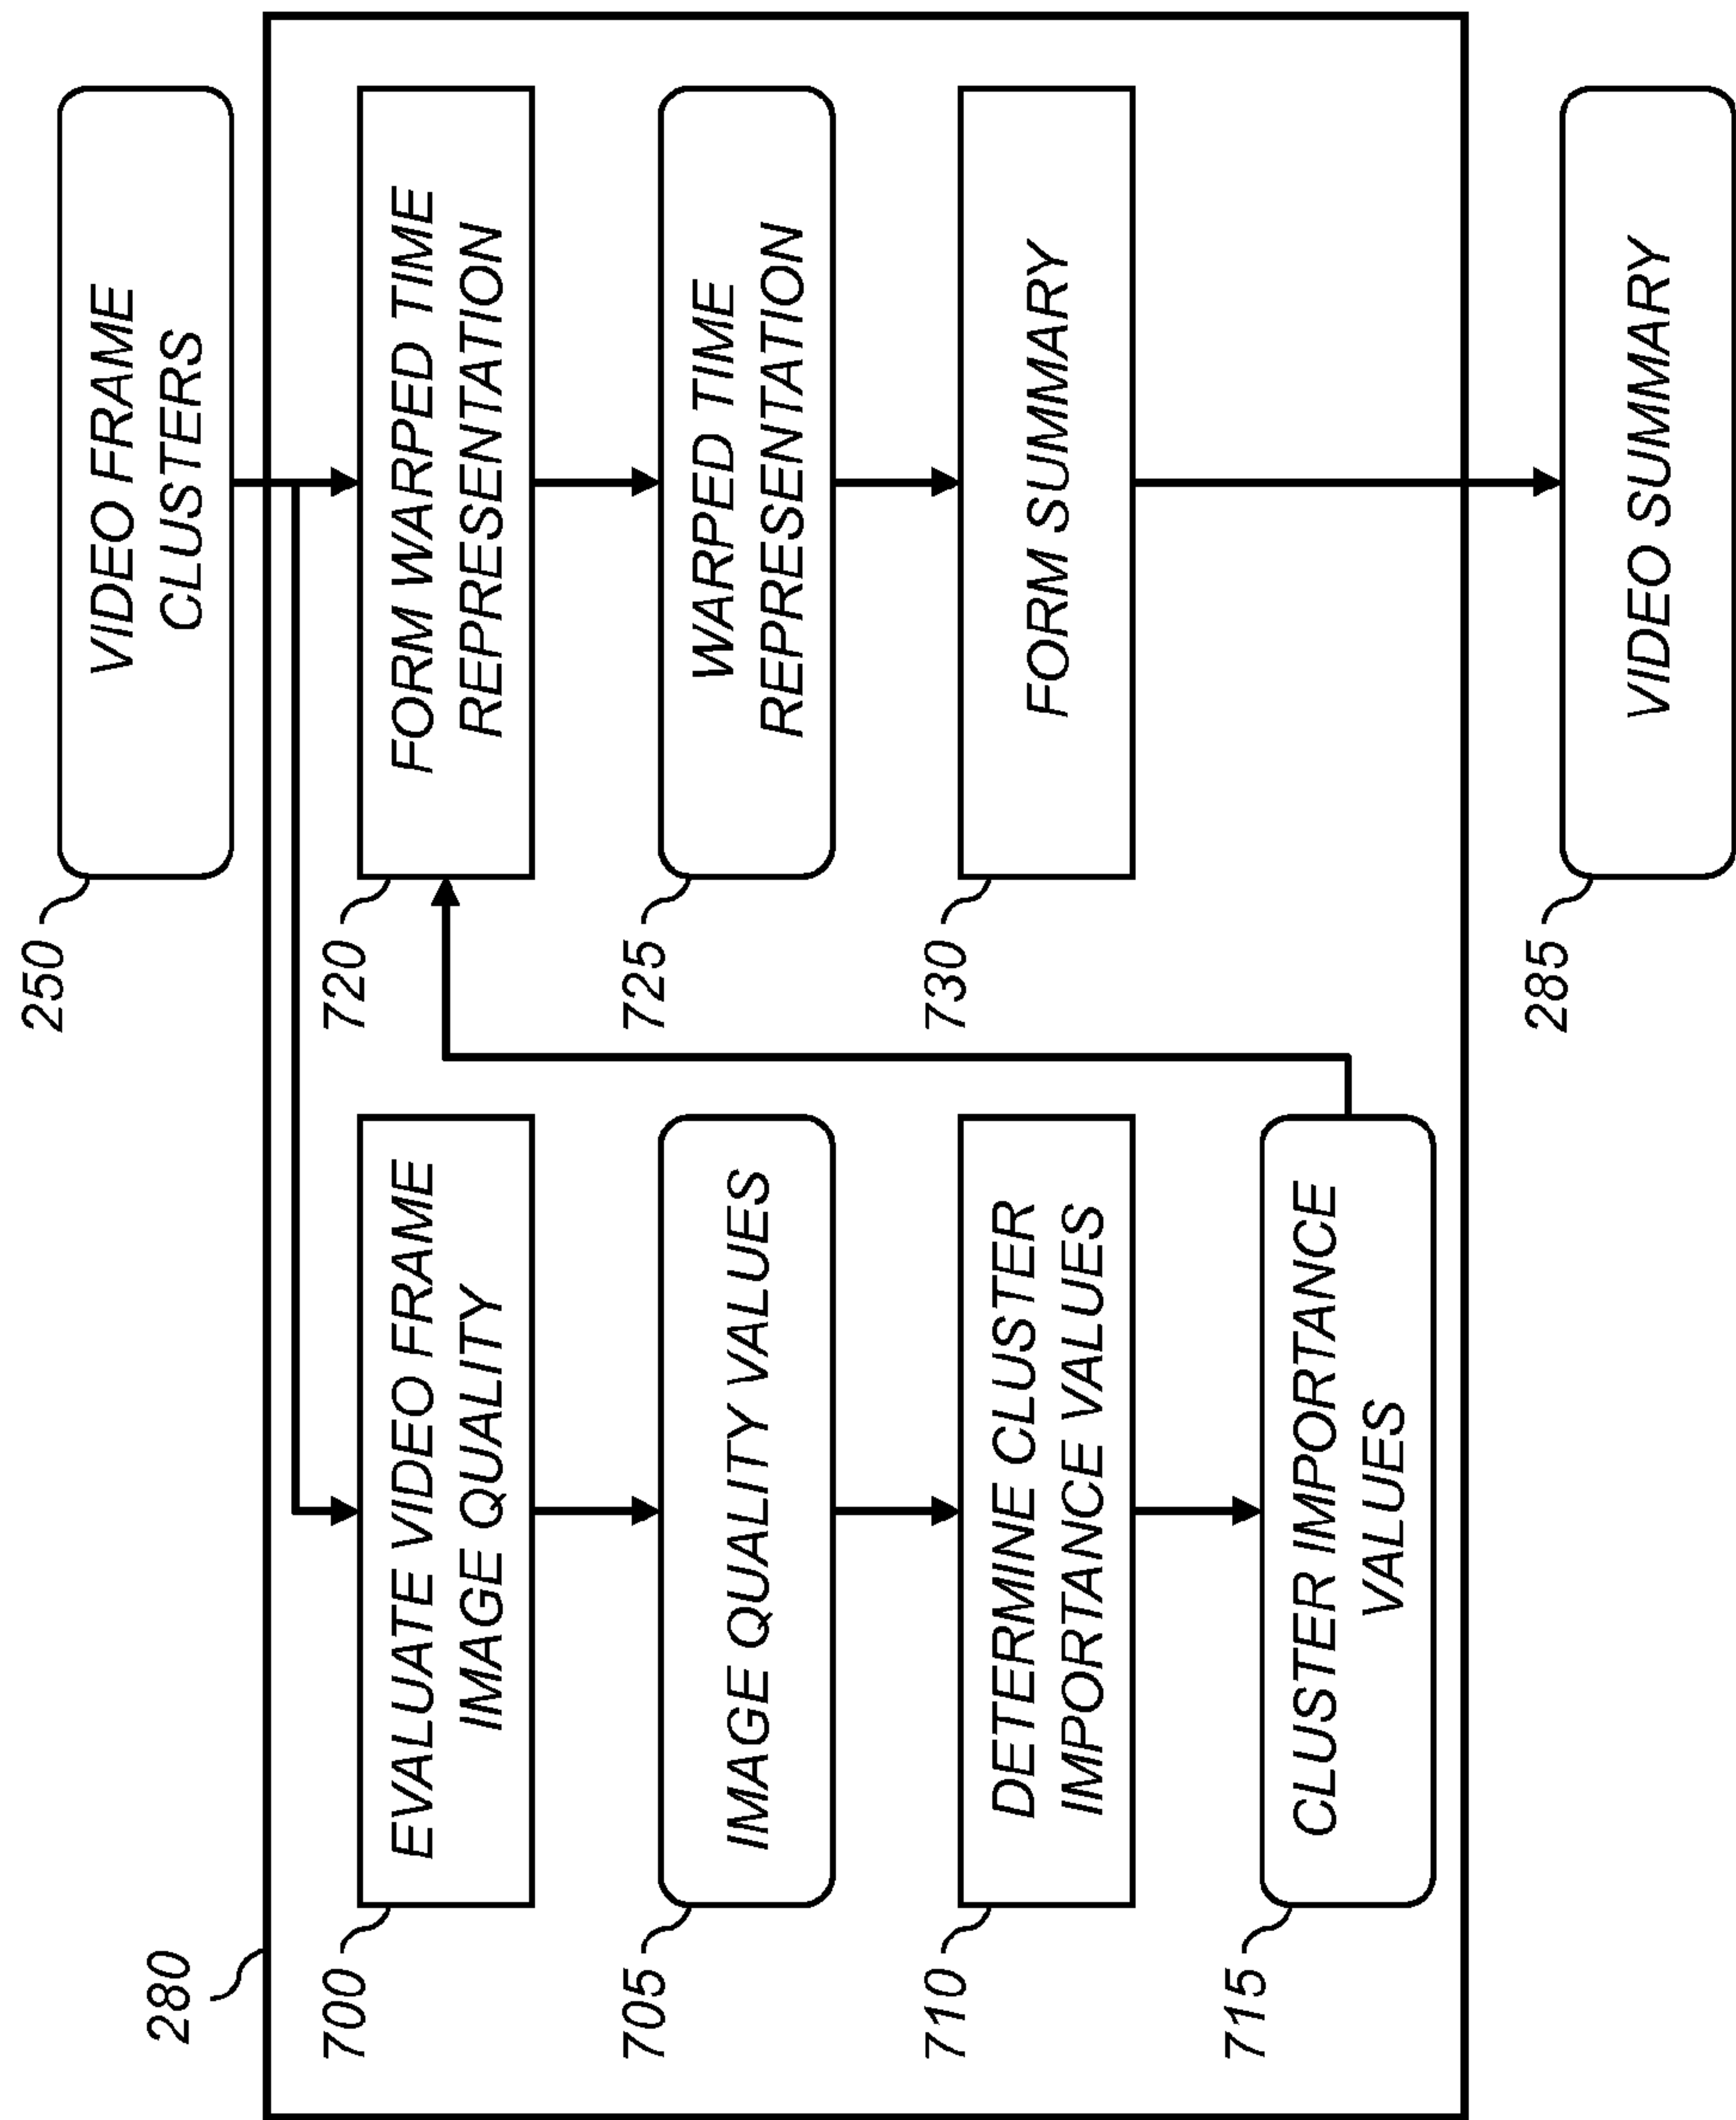 250
VIDEO FRAME
CLUSTERS
280
700
EVALUATE VIDEO FRAME
IMAGE QUALITY
720
FORM WARPED TIME
REPRESENTATION
705
IMAGE QUALITY VALUES
725
WARPED TIME
REPRESENTATION
710
DETERMINE CLUSTER
IMPORTANCE VALUES
730
FORM SUMMARY
715
CLUSTER IMPORTANCE
VALUES
285
VIDEO SUMMARY